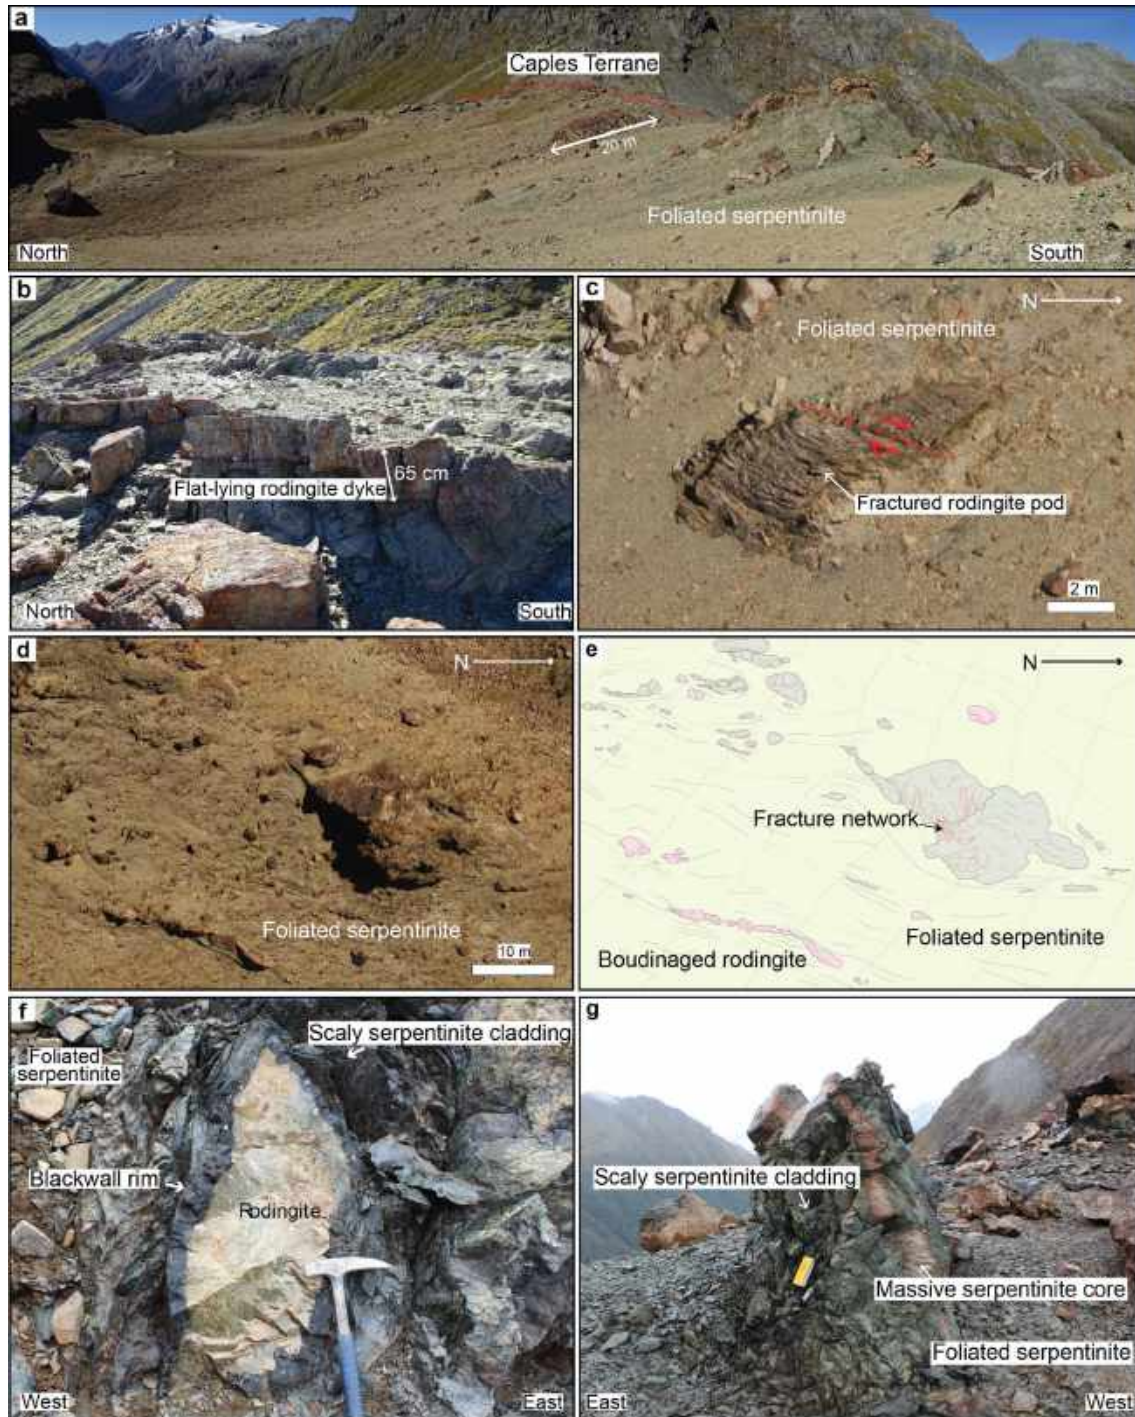 a
Caples Terrane
20 m
Foliated serpentinite
North
South
b
65 cm
Flat-lying rodingite dyke
North
South
c
N
Foliated serpentinite
Fractured rodingite pod
2 m
d
N
Foliated serpentinite
10 m
e
N
Fracture network
Foliated serpentinite
Boudinaged rodingite
f
Scaly serpentinite cladding
Foliated
serpentinite
Blackwall rim
Rodingite
West
East
g
Scaly serpentinite cladding
Massive serpentinite core
Foliated serpentinite
East
West